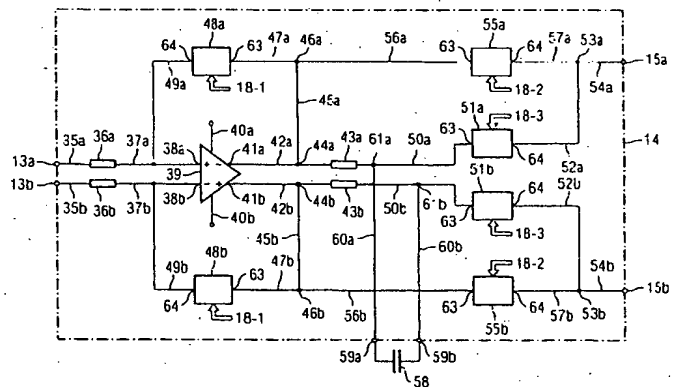 48a 55a
64 63 47a 46a 56a 63 64 57a 53a
49a 18-1 18-2 15a
45a 51a 18-3 54a
40a 14
35a 36a 37a 38a 41a 42a 44a 43a 61a 50a 63
13a 39 64 52a
13b 51b 52b
35b 36b 37b 38b 41b 42b 44b 43b 50b 63 64
40b 60a 60b 18-3
45b
48b 18-2
49b 63 47b 54b
64 46b 56b 63 64 57b 53b 15b
18-1 55b
59a 59b
58